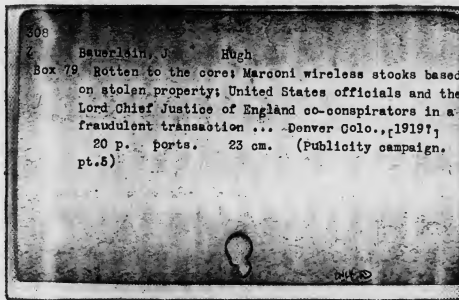 308
Z Bauerlein, J Hugh
Box 79 Rotten to the core; Marconi wireless stocks based
on stolen property; United States officials and the
Lord Chief Justice of England co-conspirators in a
fraudulent transaction ... Denver Colo.,[1919?]
20 p. ports. 23 cm. (Publicity campaign.
pt.5)